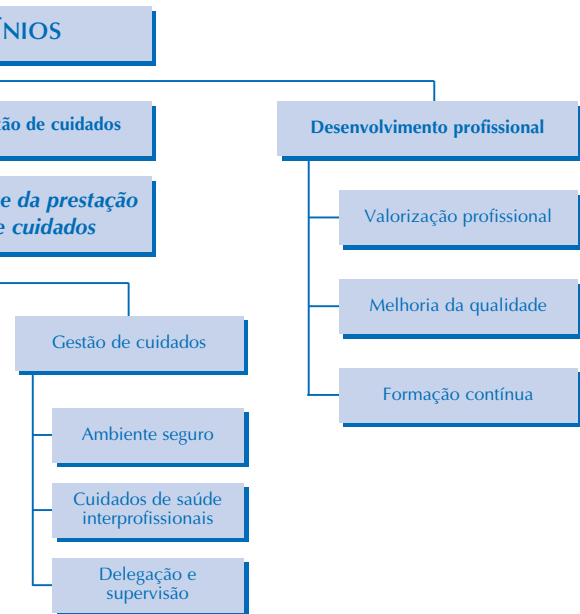 ÍNIOS
ão de cuidados
Desenvolvimento profissional
e da prestação
e cuidados
Valorização profissional
Melhoria da qualidade
Gestão de cuidados
Formação contínua
Ambiente seguro
Cuidados de saúde
interprofissionais
Delegação e
supervisão